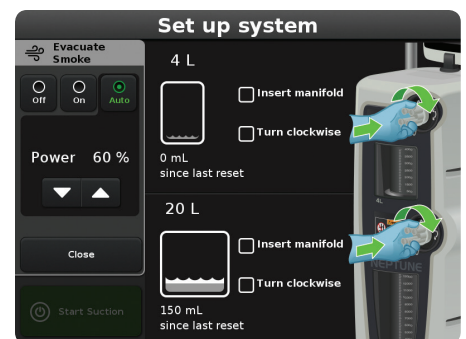 Set up system
Evacuate
Smoke
Off
On
Auto
Power 60 %
Close
Start Suction
4 L
Insert manifold
Turn clockwise
0 mL
since last reset
20 L
Insert manifold
Turn clockwise
150 mL
since last reset
4L
NEPTUNE